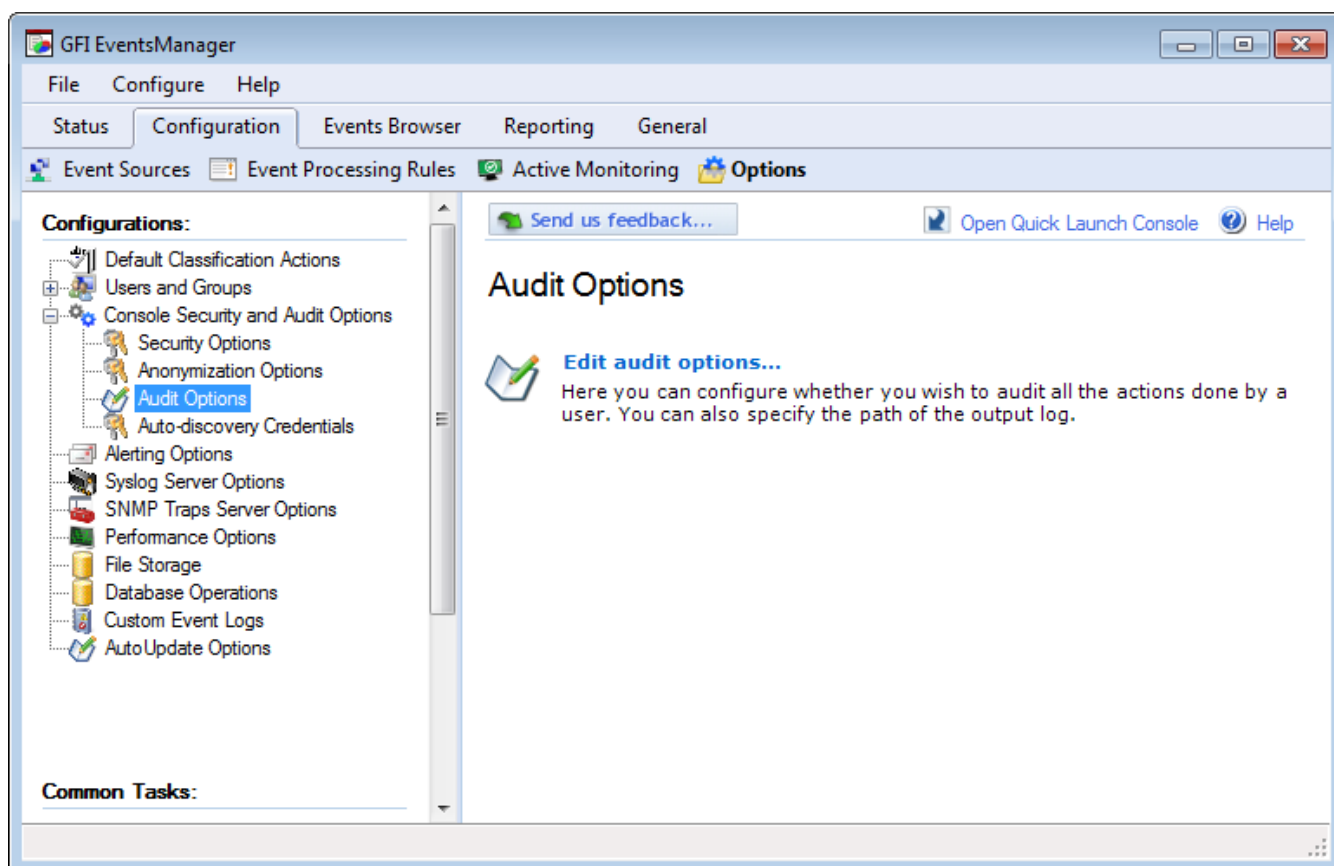 GFI EventsManager
File Configure Help
Status Configuration Events Browser Reporting General
Event Sources Event Processing Rules Active Monitoring Options
Configurations:
Default Classification Actions
Users and Groups
Console Security and Audit Options
Security Options
Anonymization Options
Audit Options
Auto-discovery Credentials
Alerting Options
Syslog Server Options
SNMP Traps Server Options
Performance Options
File Storage
Database Operations
Custom Event Logs
AutoUpdate Options
Common Tasks:
Send us feedback... Open Quick Launch Console Help
Audit Options
Edit audit options...
Here you can configure whether you wish to audit all the actions done by a
user. You can also specify the path of the output log.